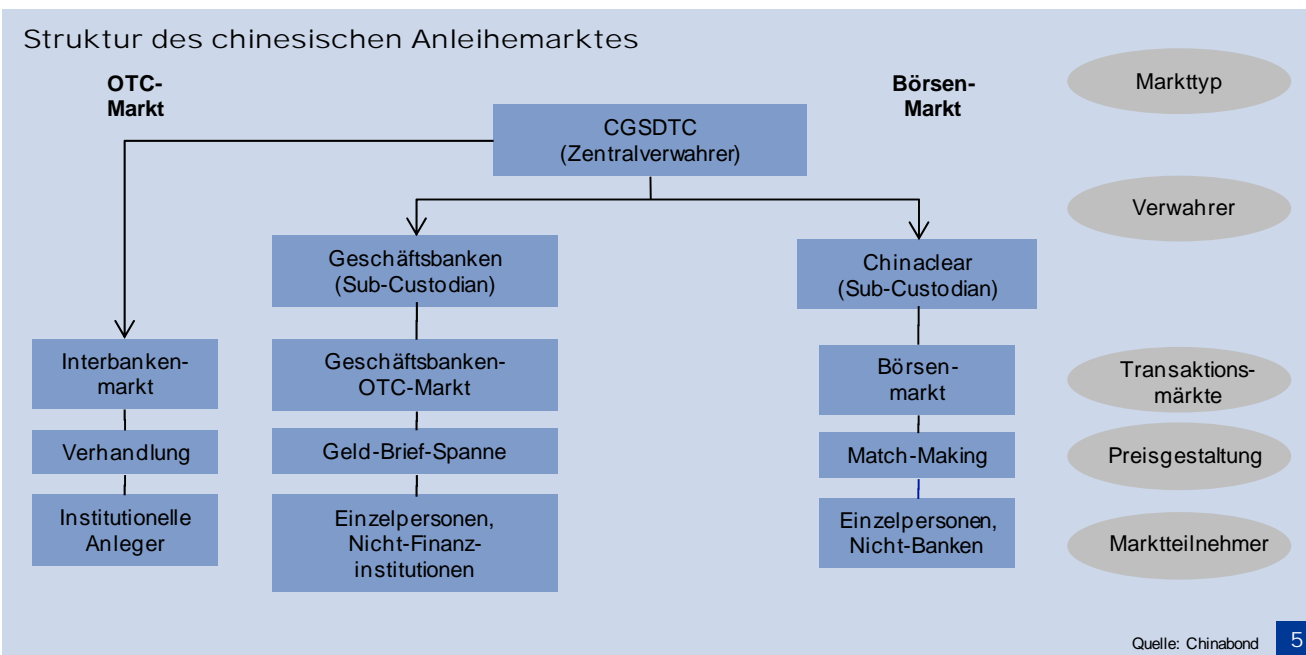 Struktur des chinesischen Anleihemarktes
OTC-
Markt
Börsen-
Markt
Markttyp
CGSDTC
(Zentralverwahrer)
Verwahrer
Geschäftsbanken
(Sub-Custodian)
Chinaclear
(Sub-Custodian)
Interbanken-
markt
Geschäftsbanken-
OTC-Markt
Börsen-
markt
Transaktions-
märkte
Verhandlung
Geld-Brief-Spanne
Match-Making
Preisgestaltung
Institutionelle
Anleger
Einzelpersonen,
Nicht-Finanz-
institutionen
Einzelpersonen,
Nicht-Banken
Marktteilnehmer
Quelle: Chinabond
5